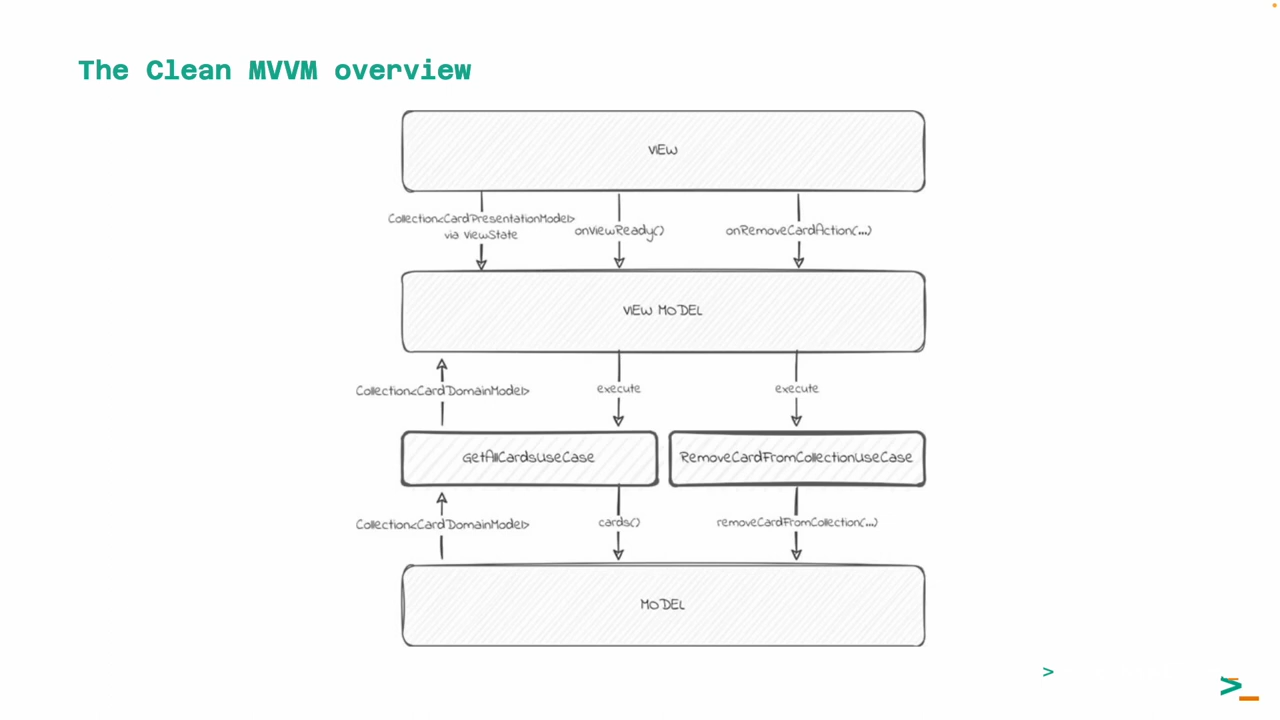 The Clean MVVM overview
VIEW
Collection<CardPresentationModel>
via ViewState
onViewReady()
onRemoveCardAction(...)
VIEW MODEL
Collection<CardDomainModel>
execute
execute
GetAllCardsUseCase
RemoveCardFromCollectionUseCase
Collection<CardDomainModel>
cards()
removeCardFromCollection(...)
MODEL
>
>_